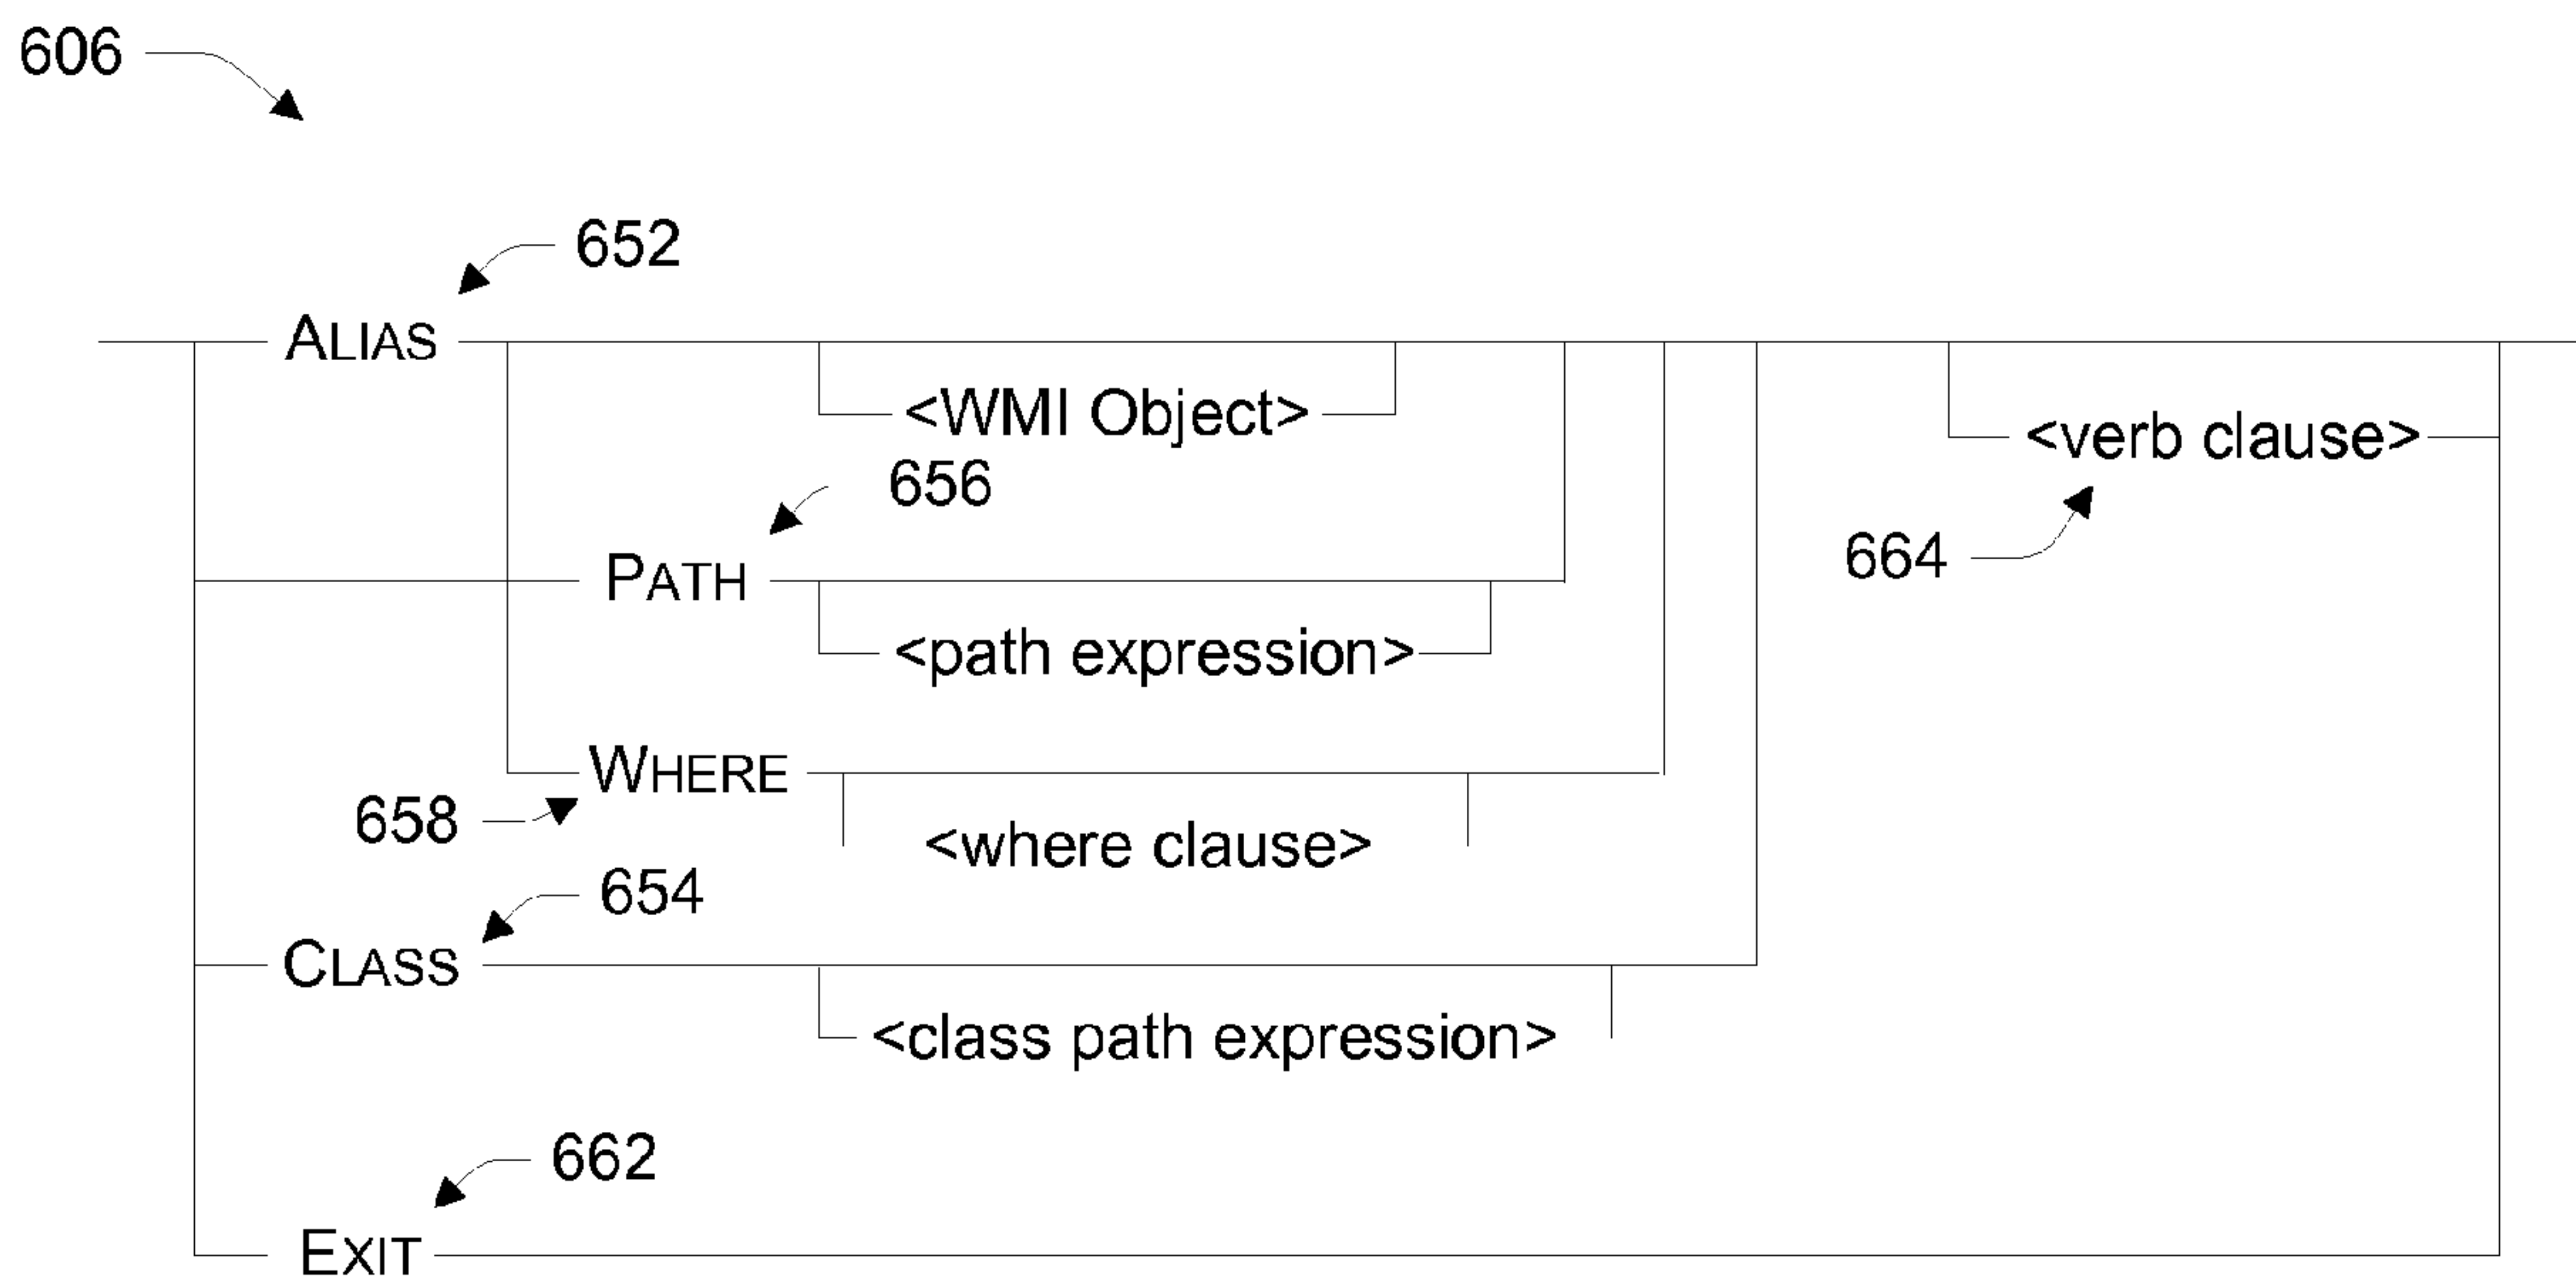 606
652
ALIAS
<WMI Object>
<verb clause>
656
664
PATH
<path expression>
WHERE
658
<where clause>
654
CLASS
<class path expression>
662
EXIT